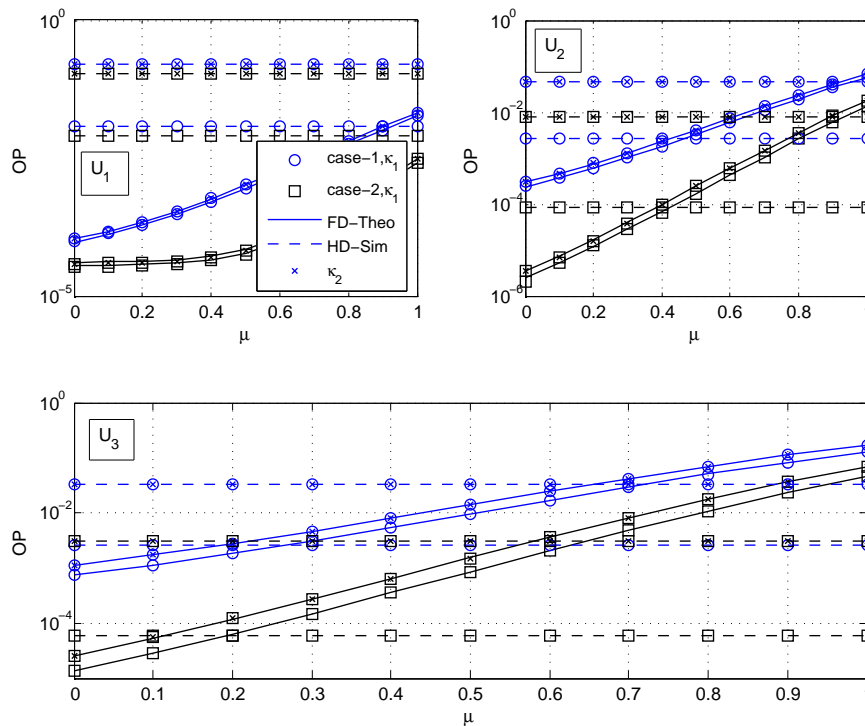 10^0
10^-5
OP
U_1
case-1,κ_1
case-2,κ_1
FD-Theo
HD-Sim
κ_2
0 0.2 0.4 0.6 0.8 1
μ
10^0
10^-2
10^-4
10^-6
OP
U_2
0 0.2 0.4 0.6 0.8 1
μ
10^0
10^-2
10^-4
OP
U_3
0 0.1 0.2 0.3 0.4 0.5 0.6 0.7 0.8 0.9
μ